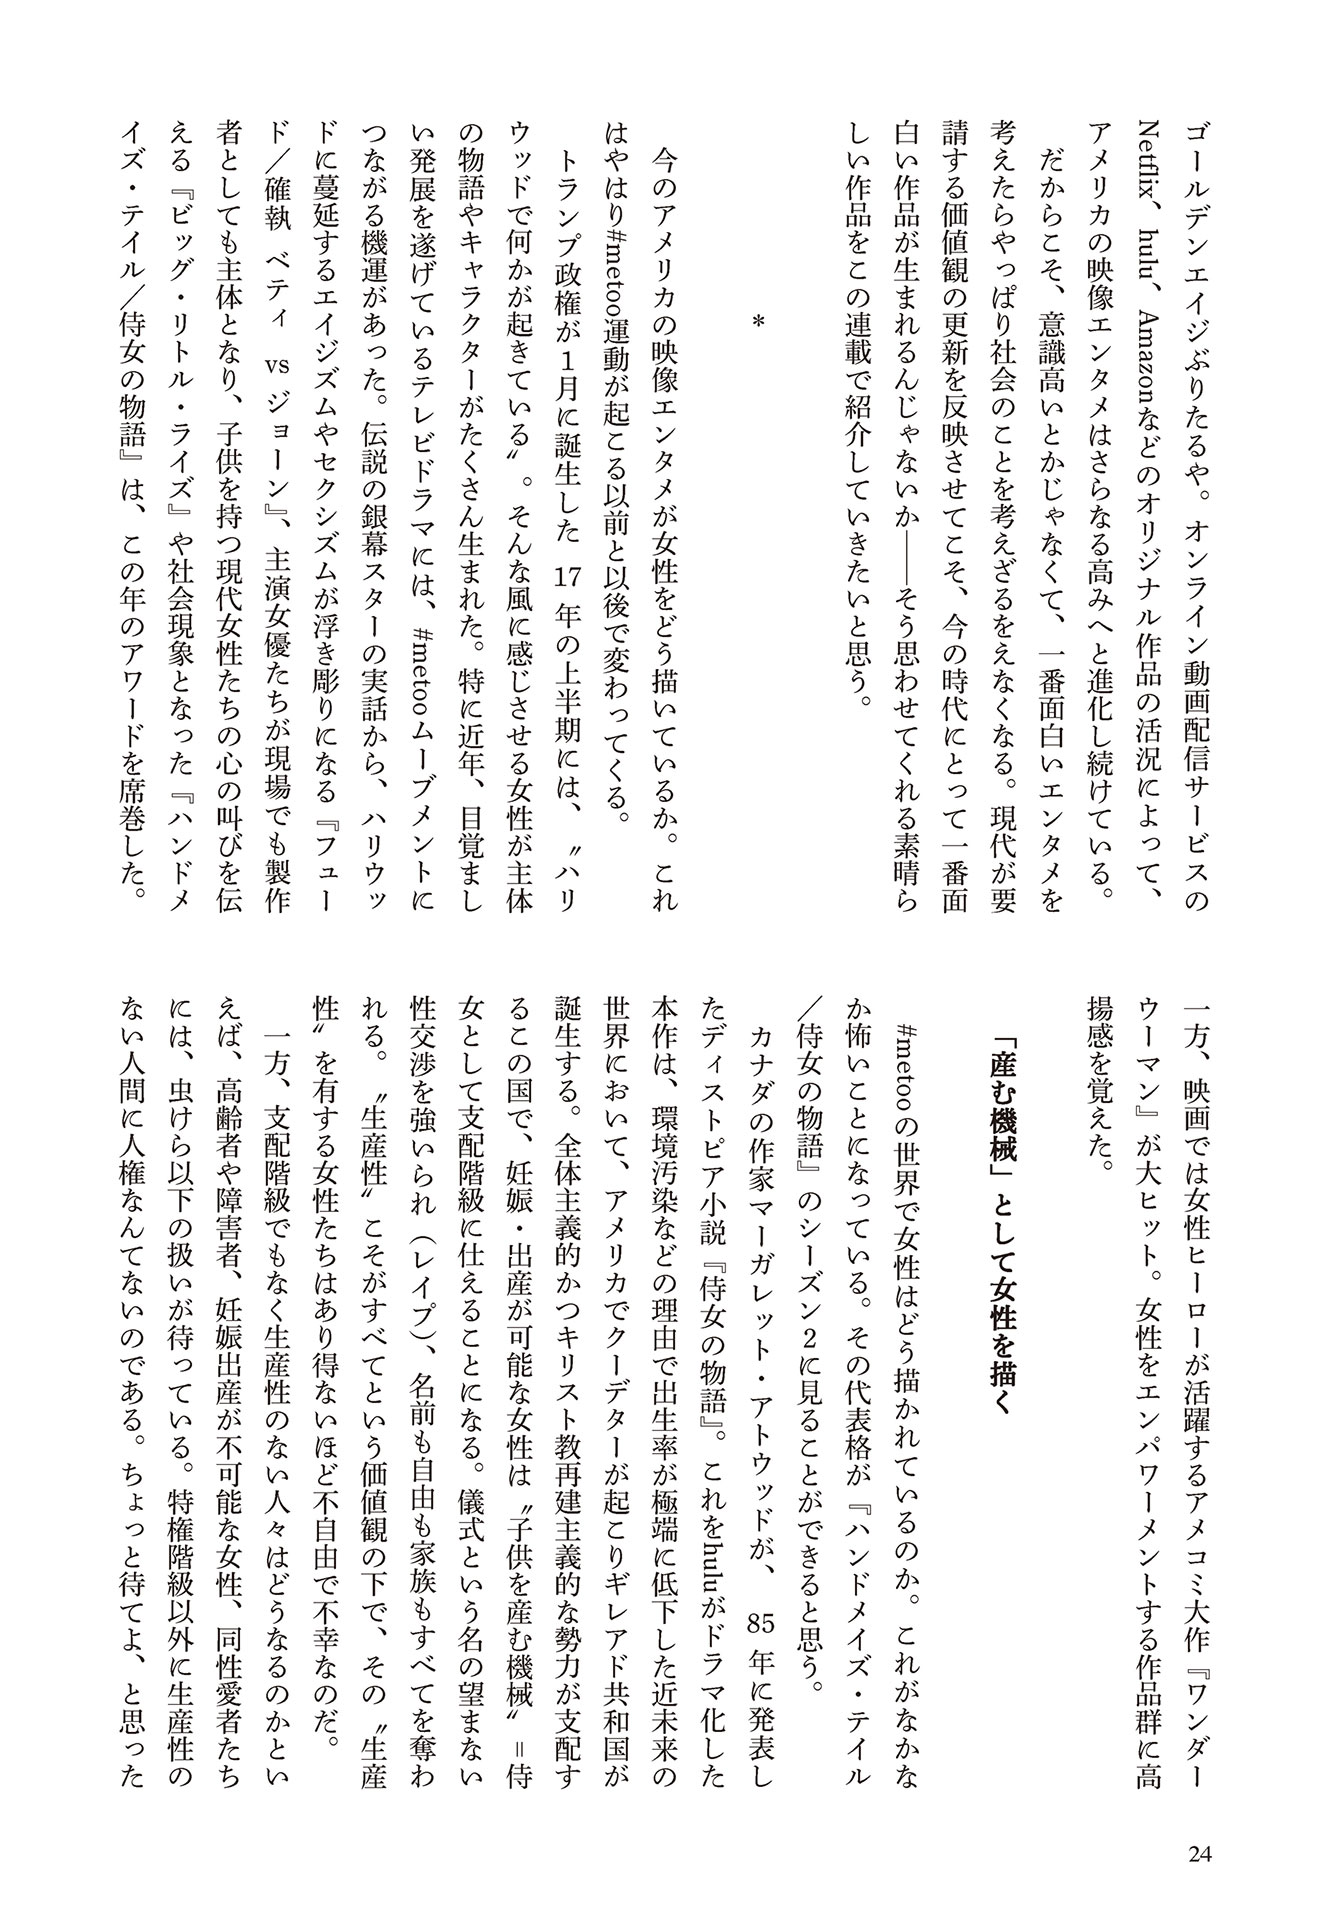 ゴールデンエイジぶりたるや。オンライン動画配信サービスの
Netflix、hulu、Amazonなどのオリジナル作品の活況によって、
アメリカの映像エンタメはさらなる高みへと進化し続けている。
だからこそ、意識高いとかじゃなくて、一番面白いエンタメを
考えたらやっぱり社会のことを考えざるをえなくなる。現代が要
請する価値観の更新を反映させてこそ、今の時代にとって一番面
白い作品が生まれるんじゃないか――そう思わせてくれる素晴ら
しい作品をこの連載で紹介していきたいと思う。
*
今のアメリカの映像エンタメが女性をどう描いているか。これ
はやはり#metoo運動が起こる以前と以後で変わってくる。
トランプ政権が1月に誕生した17年の上半期には、〝ハリ
ウッドで何かが起きている〟。そんな風に感じさせる女性が主体
の物語やキャラクターがたくさん生まれた。特に近年、目覚まし
い発展を遂げているテレビドラマには、#metooムーブメントに
つながる機運があった。伝説の銀幕スターの実話から、ハリウッ
ドに蔓延するエイジズムやセクシズムが浮き彫りになる『フュー
ド/確執 ベティ vs ジョーン』、主演女優たちが現場でも製作
者としても主体となり、子供を持つ現代女性たちの心の叫びを伝
える『ビッグ・リトル・ライズ』や社会現象となった『ハンドメ
イズ・テイル/侍女の物語』は、この年のアワードを席巻した。
一方、映画では女性ヒーローが活躍するアメコミ大作『ワンダー
ウーマン』が大ヒット。女性をエンパワーメントする作品群に高
揚感を覚えた。
「産む機械」として女性を描く
#metooの世界で女性はどう描かれているのか。これがなかな
か怖いことになっている。その代表格が『ハンドメイズ・テイル
/侍女の物語』のシーズン2に見ることができると思う。
カナダの作家マーガレット・アトウッドが、85年に発表し
たディストピア小説『侍女の物語』。これをhuluがドラマ化した
本作は、環境汚染などの理由で出生率が極端に低下した近未来の
世界において、アメリカでクーデターが起こりギレアド共和国が
誕生する。全体主義的かつキリスト教再建主義的な勢力が支配す
るこの国で、妊娠・出産が可能な女性は〝子供を産む機械〟=侍
女として支配階級に仕えることになる。儀式という名の望まない
性交渉を強いられ（レイプ）、名前も自由も家族もすべてを奪わ
れる。〝生産性〟こそがすべてという価値観の下で、その〝生産
性〟を有する女性たちはあり得ないほど不自由で不幸なのだ。
一方、支配階級でもなく生産性のない人々はどうなるのかとい
えば、高齢者や障害者、妊娠出産が不可能な女性、同性愛者たち
には、虫けら以下の扱いが待っている。特権階級以外に生産性の
ない人間に人権なんてないのである。ちょっと待てよ、と思った
24